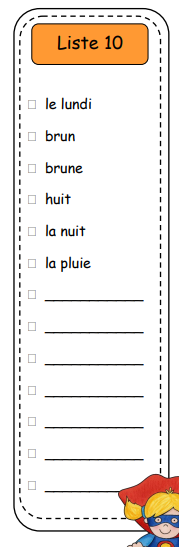 Liste 10
le lundi
brun
brune
huit
la nuit
la pluie